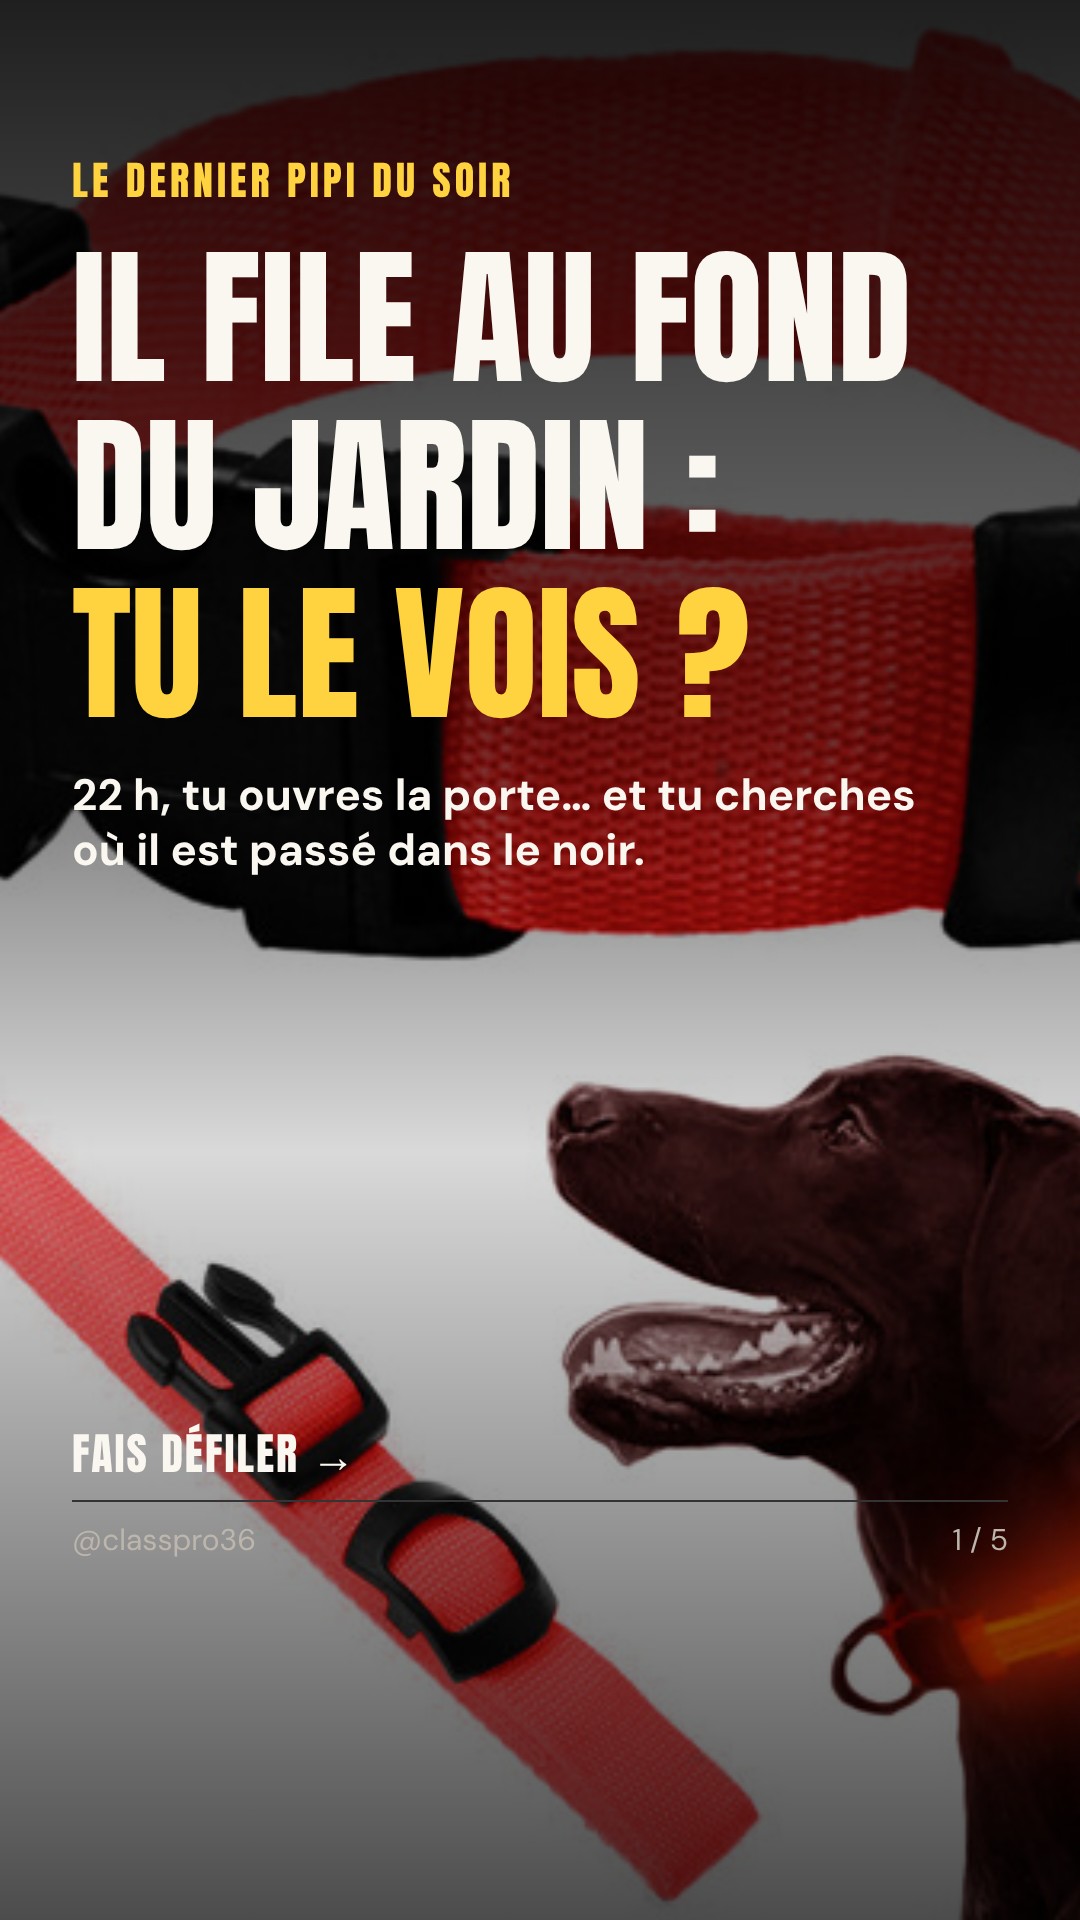 LE DERNIER PIPI DU SOIR
IL FILE AU FOND
DU JARDIN :
TU LE VOIS ?
22 h, tu ouvres la porte... et tu cherches
où il est passé dans le noir.
FAIS DÉFILER →
@classpro36
1 / 5